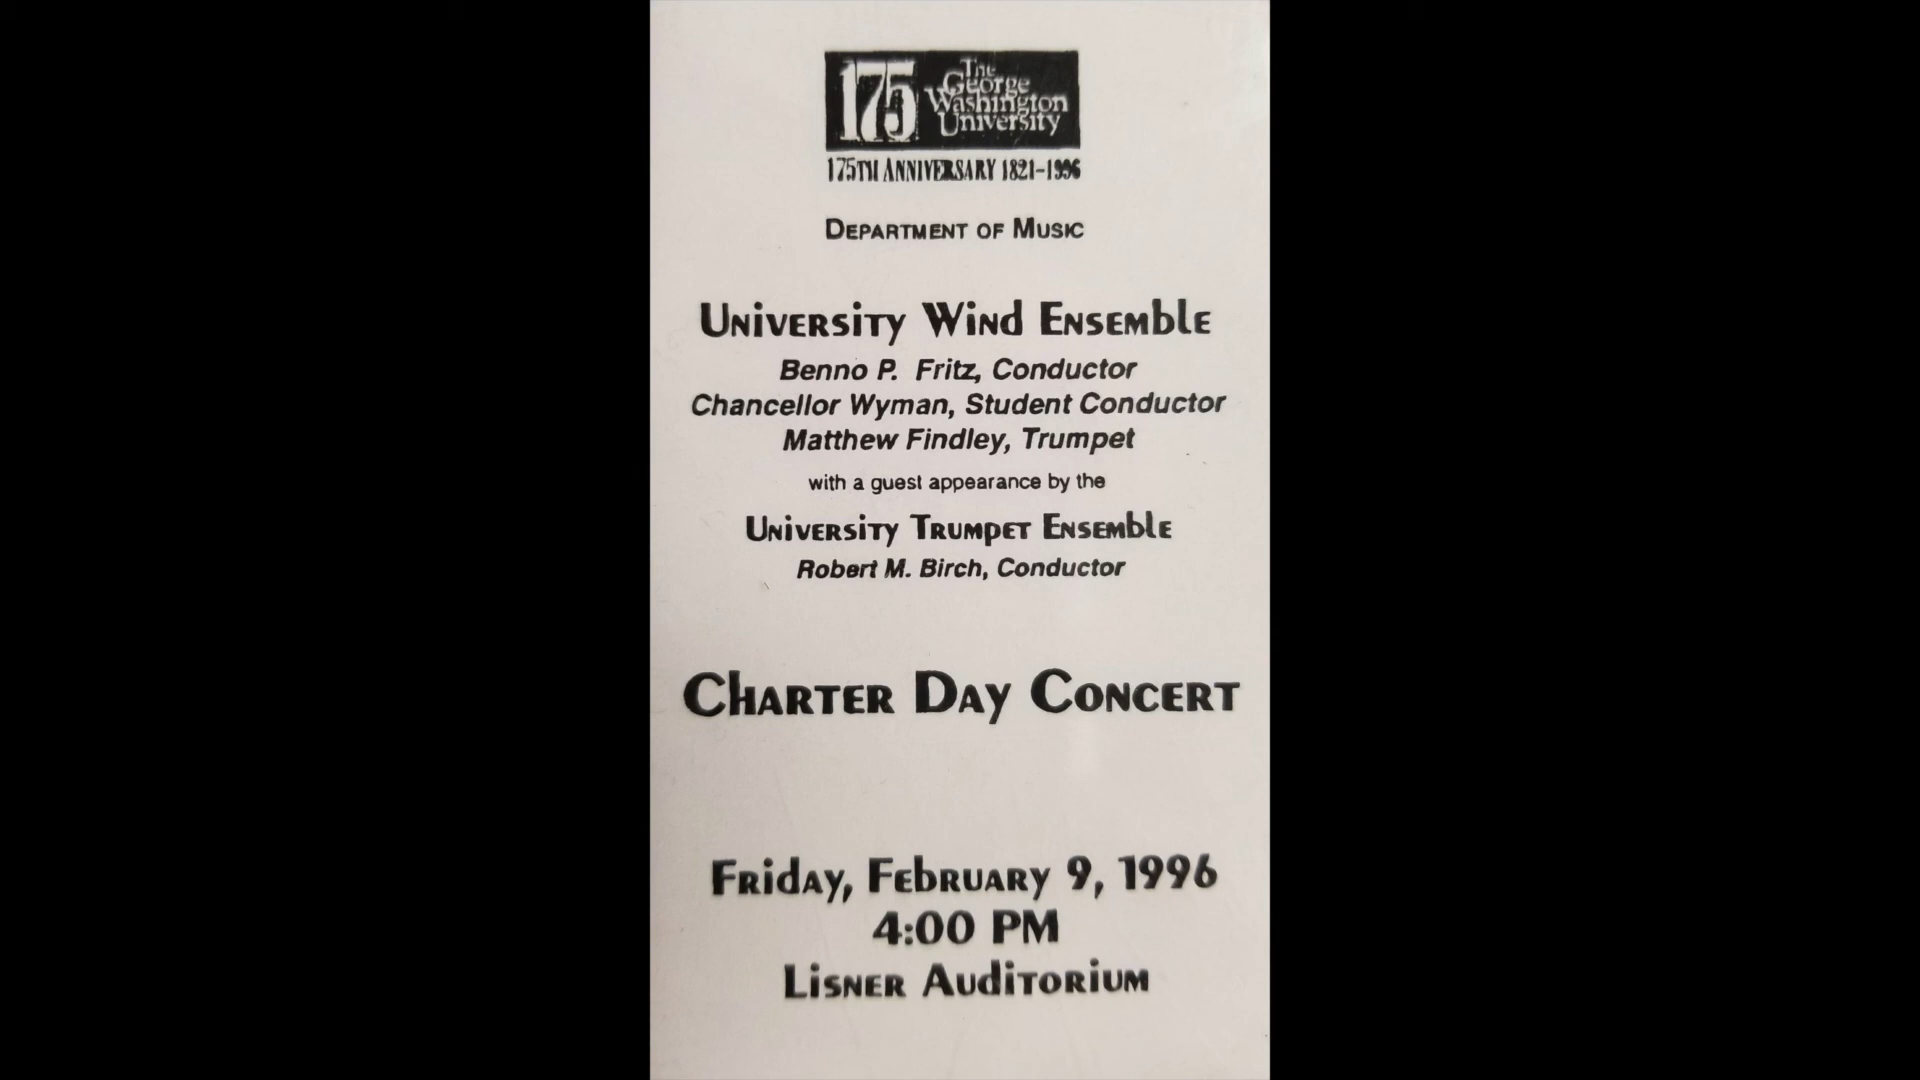 175 The
George
Washington
University
175TH ANNIVERSARY 1821-1996
DEPARTMENT OF MUSIC
UNIVERSITY WIND ENSEMBLE
Benno P. Fritz, Conductor
Chancellor Wyman, Student Conductor
Matthew Findley, Trumpet
with a guest appearance by the
UNIVERSITY TRUMPET ENSEMBLE
Robert M. Birch, Conductor
CHARTER DAY CONCERT
FRIDAY, FEBRUARY 9, 1996
4:00 PM
LISNER AUDITORIUM